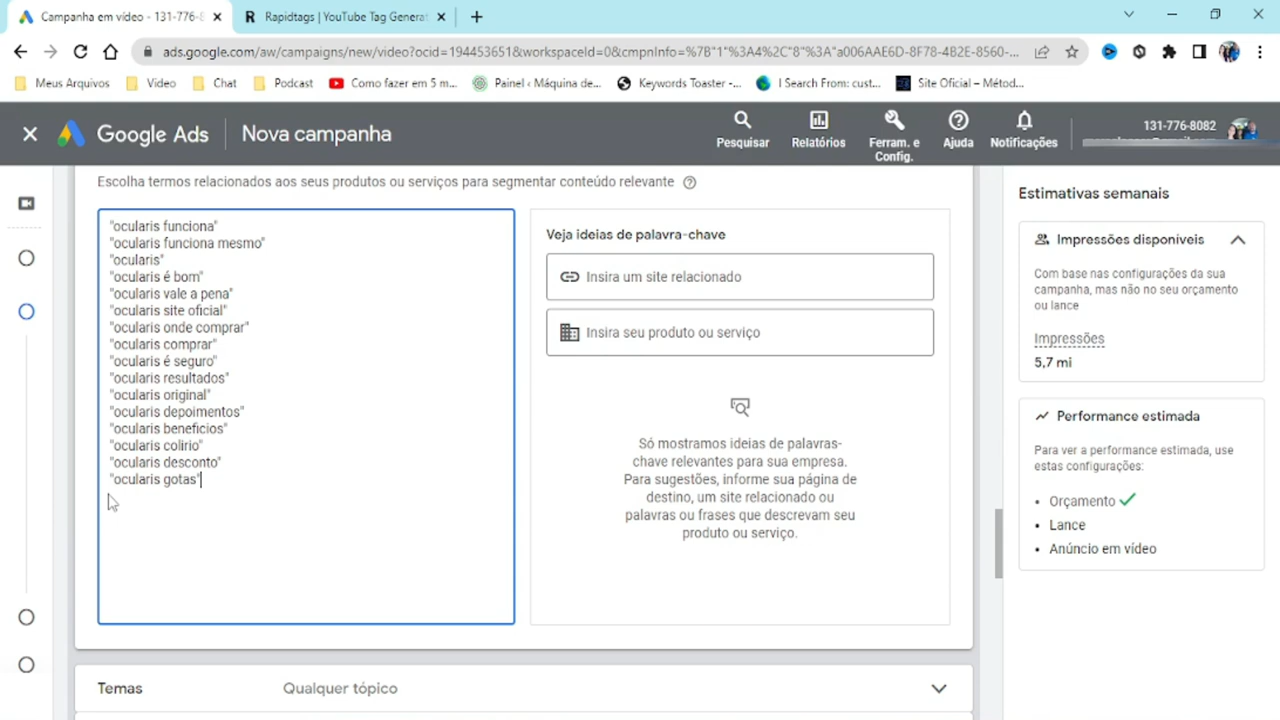 Campanha em vídeo - 131-776-8
Rapidtags | YouTube Tag Generat
ads.google.com/aw/campaigns/new/video?ocid=194453651&workspaceId=0&cmpnInfo=%7B"1"%3A4%2C"8"%3A"a006AAE6D-8F78-4B2E-8560-...
Meus Arquivos
Video
Chat
Podcast
Como fazer em 5 m...
Painel ‹ Máquina de...
Keywords Toaster -...
I Search From: cust...
Site Oficial – Métod...
Google Ads
Nova campanha
Pesquisar
Relatórios
Ferram. e
Config.
Ajuda
Notificações
131-776-8082
Escolha termos relacionados aos seus produtos ou serviços para segmentar conteúdo relevante
"ocularis funciona"
"ocularis funciona mesmo"
"ocularis"
"ocularis é bom"
"ocularis vale a pena"
"ocularis site oficial"
"ocularis onde comprar"
"ocularis comprar"
"ocularis é seguro"
"ocularis resultados"
"ocularis original"
"ocularis depoimentos"
"ocularis beneficios"
"ocularis colirio"
"ocularis desconto"
"ocularis gotas"
Veja ideias de palavra-chave
Insira um site relacionado
Insira seu produto ou serviço
Só mostramos ideias de palavras-
chave relevantes para sua empresa.
Para sugestões, informe sua página de
destino, um site relacionado ou
palavras ou frases que descrevam seu
produto ou serviço.
Temas
Qualquer tópico
Estimativas semanais
Impressões disponíveis
Com base nas configurações da sua
campanha, mas não no seu orçamento
ou lance
Impressões
5,7 mi
Performance estimada
Para ver a performance estimada, use
estas configurações:
• Orçamento
• Lance
• Anúncio em vídeo